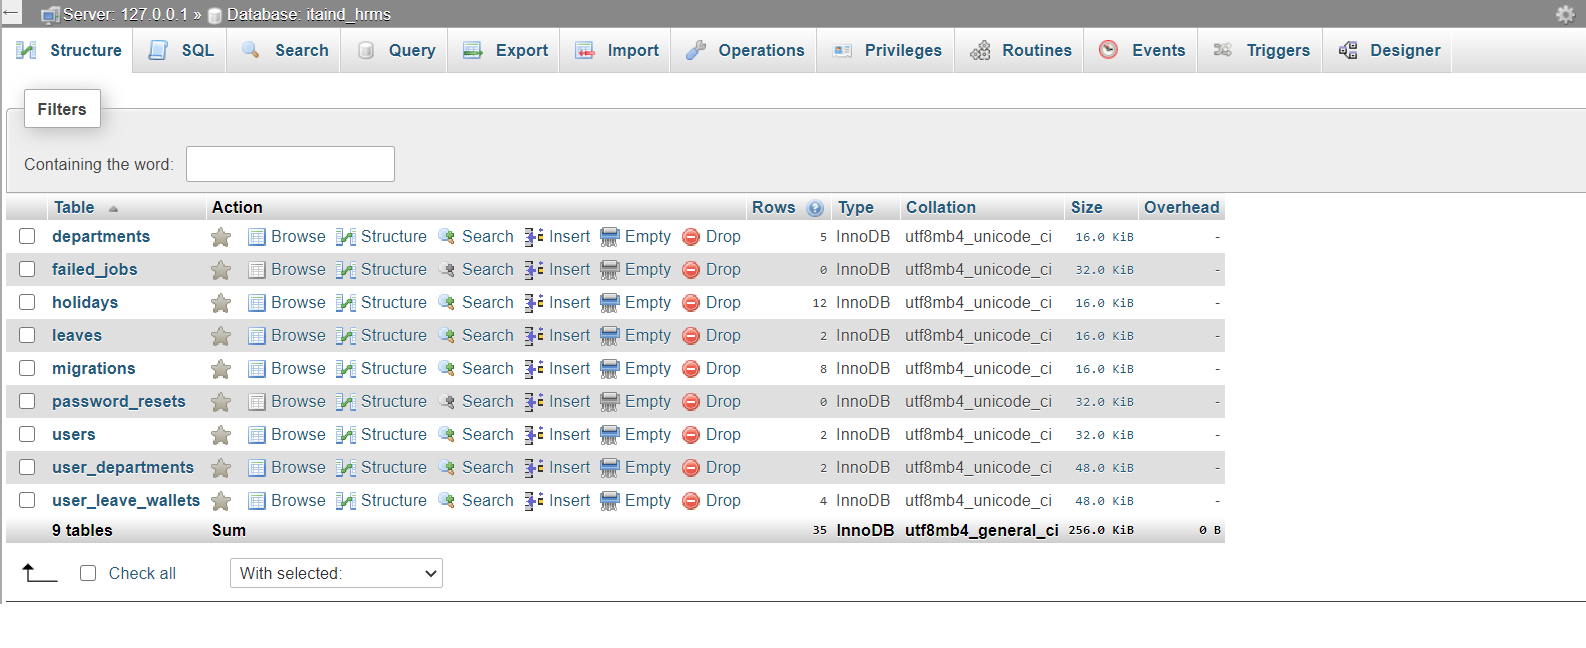 Server: 127.0.0.1 » Database: itaind_hrms
Structure SQL Search Query Export Import Operations Privileges Routines Events Triggers Designer
Filters
Containing the word:
Table Action Rows Type Collation Size Overhead
departments Browse Structure Search Insert Empty Drop 5 InnoDB utf8mb4_unicode_ci 16.0 KiB -
failed_jobs Browse Structure Search Insert Empty Drop 0 InnoDB utf8mb4_unicode_ci 32.0 KiB -
holidays Browse Structure Search Insert Empty Drop 12 InnoDB utf8mb4_unicode_ci 16.0 KiB -
leaves Browse Structure Search Insert Empty Drop 2 InnoDB utf8mb4_unicode_ci 16.0 KiB -
migrations Browse Structure Search Insert Empty Drop 8 InnoDB utf8mb4_unicode_ci 16.0 KiB -
password_resets Browse Structure Search Insert Empty Drop 0 InnoDB utf8mb4_unicode_ci 32.0 KiB -
users Browse Structure Search Insert Empty Drop 2 InnoDB utf8mb4_unicode_ci 32.0 KiB -
user_departments Browse Structure Search Insert Empty Drop 2 InnoDB utf8mb4_unicode_ci 48.0 KiB -
user_leave_wallets Browse Structure Search Insert Empty Drop 4 InnoDB utf8mb4_unicode_ci 48.0 KiB -
9 tables Sum 35 InnoDB utf8mb4_general_ci 256.0 KiB 0 B
Check all With selected: